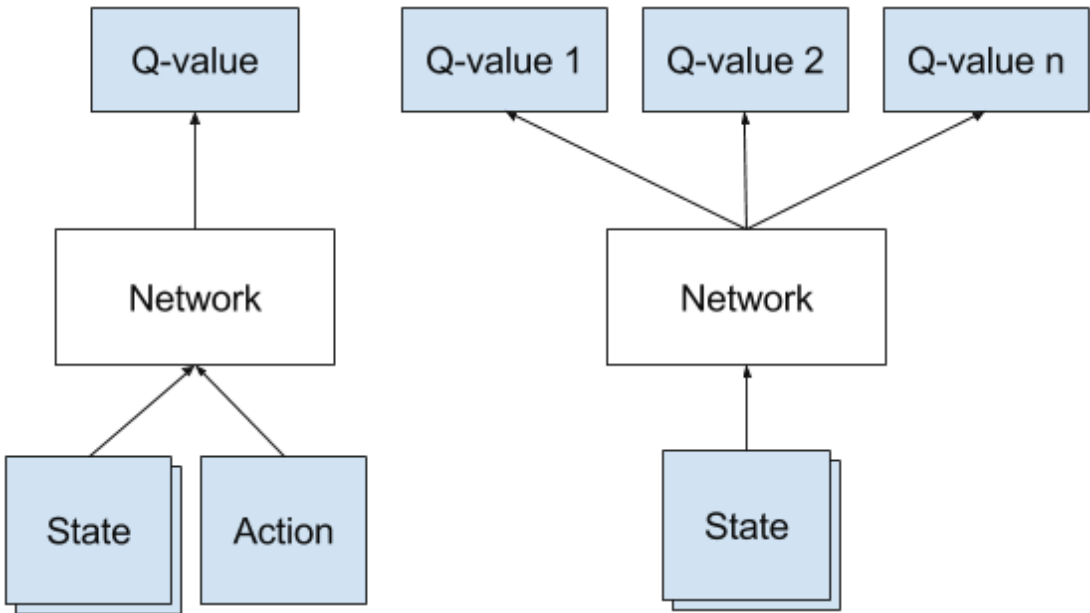 Q-value
Q-value 1
Q-value 2
Q-value n
Network
Network
State
Action
State